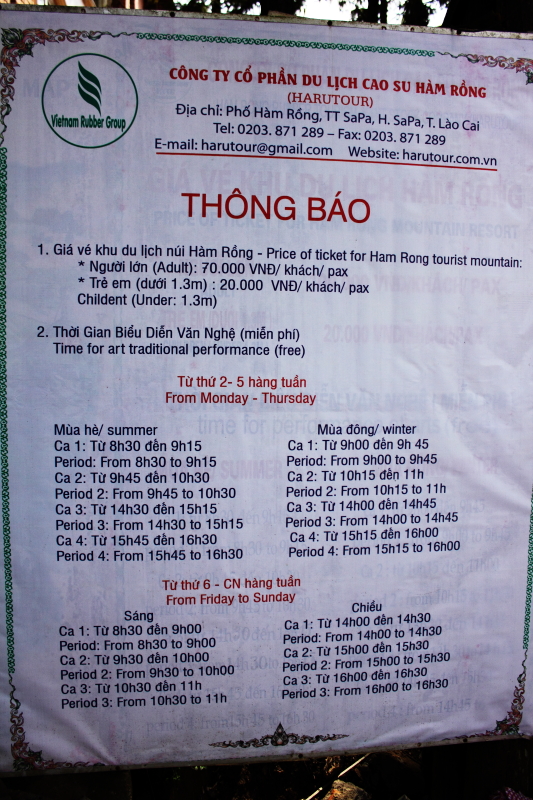 Vietnam Rubber Group
CÔNG TY CỔ PHẦN DU LỊCH CAO SU HÀM RỒNG
(HARUTOUR)
Địa chỉ: Phố Hàm Rồng, TT SaPa, H. SaPa, T. Lào Cai
Tel: 0203. 871 289 – Fax: 0203. 871 289
E-mail: harutour@gmail.com Website: harutour.com.vn
THÔNG BÁO
1. Giá vé khu du lịch núi Hàm Rồng - Price of ticket for Ham Rong tourist mountain:
* Người lớn (Adult): 70.000 VNĐ/ khách/ pax
* Trẻ em (dưới 1.3m) : 20.000 VNĐ/ khách/ pax
Childent (Under: 1.3m)
2. Thời Gian Biểu Diễn Văn Nghệ (miễn phí)
Time for art traditional performance (free)
Từ thứ 2- 5 hàng tuần
From Monday - Thursday
Mùa hè/ summer
Ca 1: Từ 8h30 đến 9h15
Period: From 8h30 to 9h15
Ca 2: Từ 9h45 đến 10h30
Period 2: From 9h45 to 10h30
Ca 3: Từ 14h30 đến 15h15
Period 3: From 14h30 to 15h15
Ca 4: Từ 15h45 đến 16h30
Period 4: From 15h45 to 16h30
Mùa đông/ winter
Ca 1: Từ 9h00 đến 9h 45
Period: From 9h00 to 9h45
Ca 2: Từ 10h15 đến 11h
Period 2: From 10h15 to 11h
Ca 3: Từ 14h00 đến 14h45
Period 3: From 14h00 to 14h45
Ca 4: Từ 15h15 đến 16h00
Period 4: From 15h15 to 16h00
Từ thứ 6 - CN hàng tuần
From Friday to Sunday
Sáng
Ca 1: Từ 8h30 đến 9h00
Period: From 8h30 to 9h00
Ca 2: Từ 9h30 đến 10h00
Period 2: From 9h30 to 10h00
Ca 3: Từ 10h30 đến 11h
Period 3: From 10h30 to 11h
Chiều
Ca 1: Từ 14h00 đến 14h30
Period: From 14h00 to 14h30
Ca 2: Từ 15h00 đến 15h30
Period 2: From 15h00 to 15h30
Ca 3: Từ 16h00 đến 16h30
Period 3: From 16h00 to 16h30